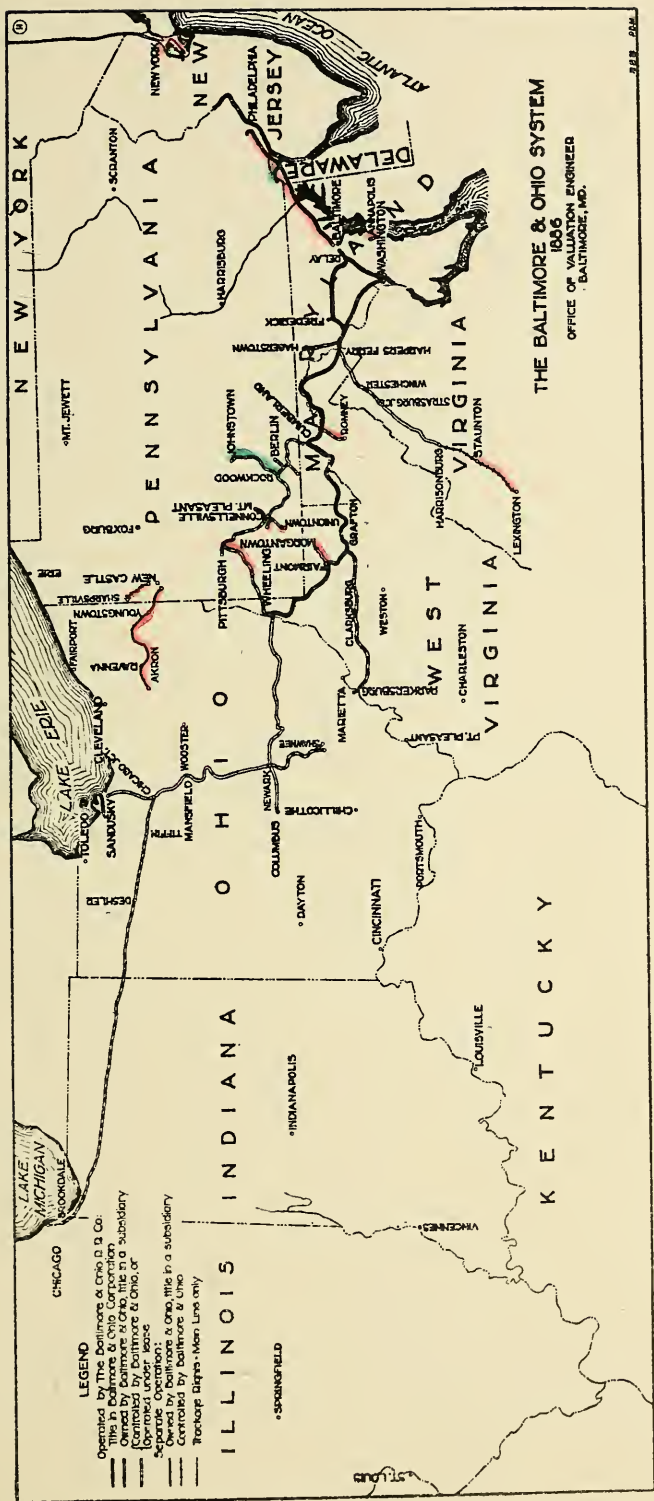 NEW YORK
NEW YORK
NEW
JERSEY
PHILADELPHIA
ATLANTIC
OCEAN
SCRANTON
PENNSYLVANIA
HARRISBURG
DELAWARE
BALTIMORE
ANNAPOLIS
WASHINGTON
RELAY
MARYLAND
MT. JEWETT
FREDERICK
HAGERSTOWN
HARPERS FERRY
WINCHESTER
STRASBURG JC.
CUMBERLAND
ROMNEY
JOHNSTOWN
BERLIN
ROCKWOOD
MT. PLEASANT
CONNELLSVILLE
UNIONTOWN
MORGANTOWN
FAIRMONT
GRAFTON
VIRGINIA
STAUNTON
HARRISONBURG
LEXINGTON
FOXBURG
ERIE
NEW CASTLE
SHARPSVILLE
YOUNGSTOWN
PITTSBURGH
WHEELING
CLARKSBURG
WESTON
WEST
VIRGINIA
CHARLESTON
FAIRPORT
RAVENNA
AKRON
LAKE ERIE
CLEVELAND
OHIO
MARIETTA
PARKERSBURG
PT. PLEASANT
CHICAGO JCT.
WOOSTER
MANSFIELD
SHAWNEE
NEWARK
TOLEDO
SANDUSKY
TIFFIN
COLUMBUS
CHILLICOTHE
PORTSMOUTH
DESHLER
DAYTON
CINCINNATI
KENTUCKY
LAKE
MICHIGAN
BROOKDALE
INDIANA
INDIANAPOLIS
LOUISVILLE
VINCENNES
CHICAGO
ILLINOIS
SPRINGFIELD
ST. LOUIS
LEGEND
Operated by The Baltimore & Ohio R R Co:
Title in Baltimore & Ohio Corporation
Owned by Baltimore & Ohio, title in a subsidiary
Controlled by Baltimore & Ohio, or
Operated under lease
Separate Operation:
Owned by Baltimore & Ohio, title in a subsidiary
Controlled by Baltimore & Ohio
Trackage Rights - Main Line only
THE BALTIMORE & OHIO SYSTEM
1886
OFFICE OF VALUATION ENGINEER
BALTIMORE, MD.